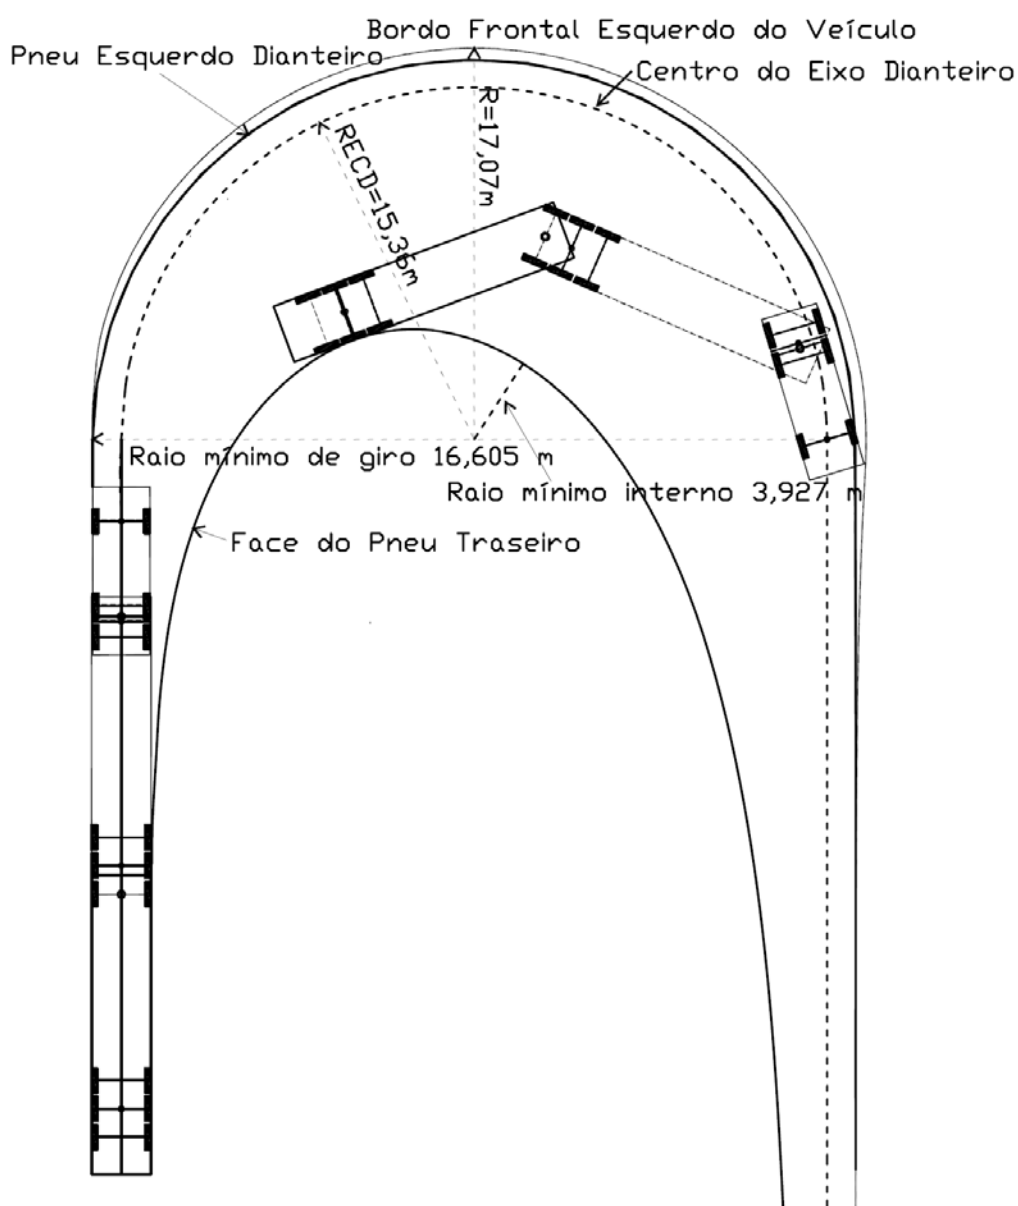 Bordo Frontal Esquerdo do Veículo
Pneu Esquerdo Dianteiro
Centro do Eixo Dianteiro
R=17,07m
RECD=15,36m
Raio mínimo de giro 16,605 m
Raio mínimo interno 3,927 m
Face do Pneu Traseiro